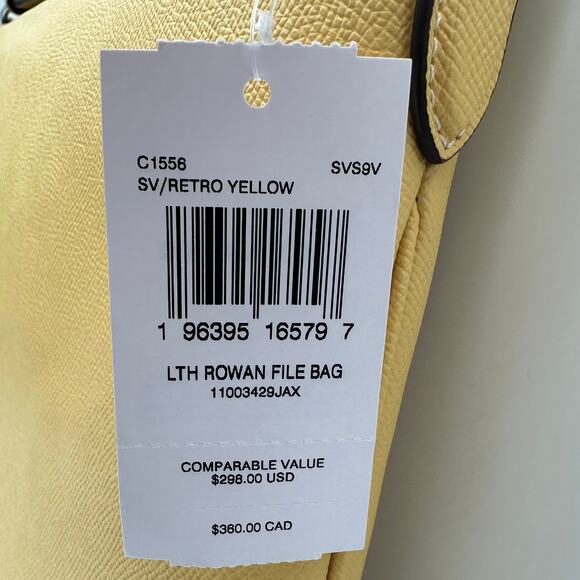 C1556 SVS9V
SV/RETRO YELLOW
1 96395 16579 7
LTH ROWAN FILE BAG
11003429JAX
COMPARABLE VALUE
$298.00 USD
$360.00 CAD